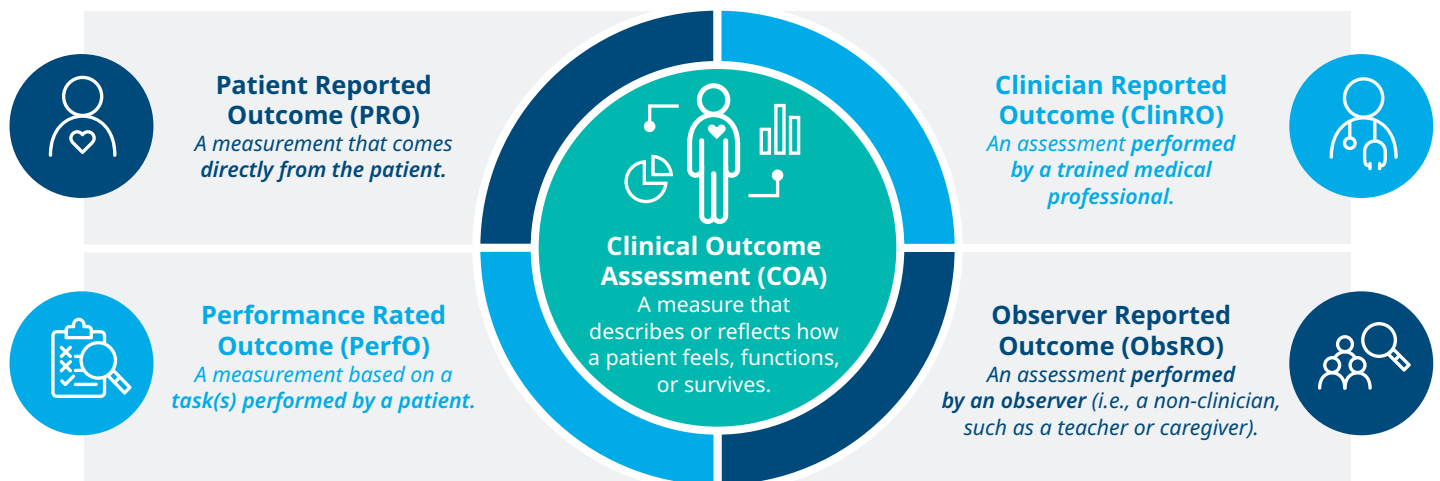 Patient Reported
Outcome (PRO)
A measurement that comes
directly from the patient.
Clinician Reported
Outcome (ClinRO)
An assessment performed
by a trained medical
professional.
Clinical Outcome
Assessment (COA)
A measure that
describes or reflects how
a patient feels, functions,
or survives.
Performance Rated
Outcome (PerfO)
A measurement based on a
task(s) performed by a patient.
Observer Reported
Outcome (ObsRO)
An assessment performed
by an observer (i.e., a non-clinician,
such as a teacher or caregiver).